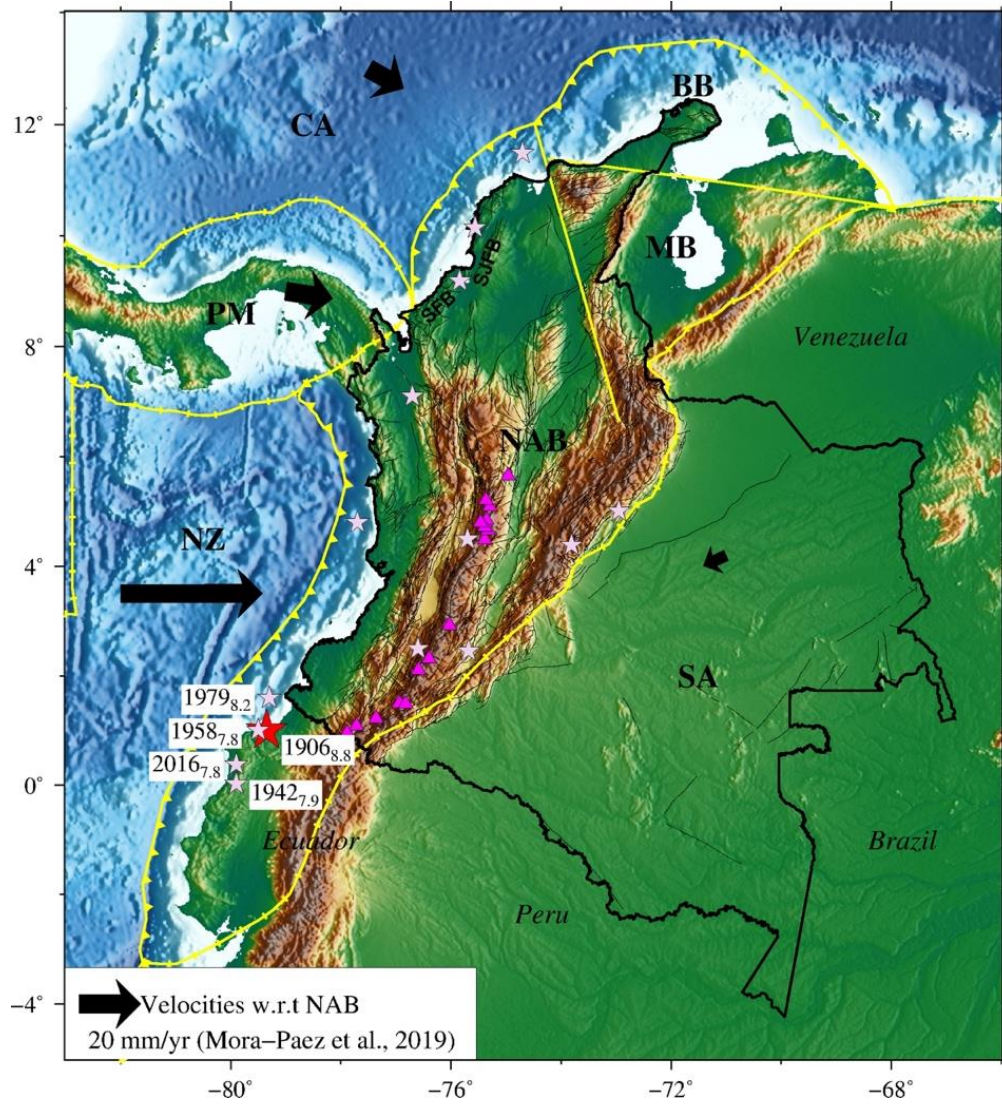 BB
CA
12°
SJFB
SFB
MB
PM
Venezuela
8°
NAB
NZ
4°
SA
1979 8.2
1958 7.8
1906 8.8
2016 7.8
1942 7.9
0°
Ecuador
Brazil
Peru
Velocities w.r.t NAB
20 mm/yr (Mora−Paez et al., 2019)
−4°
−80° −76° −72° −68°